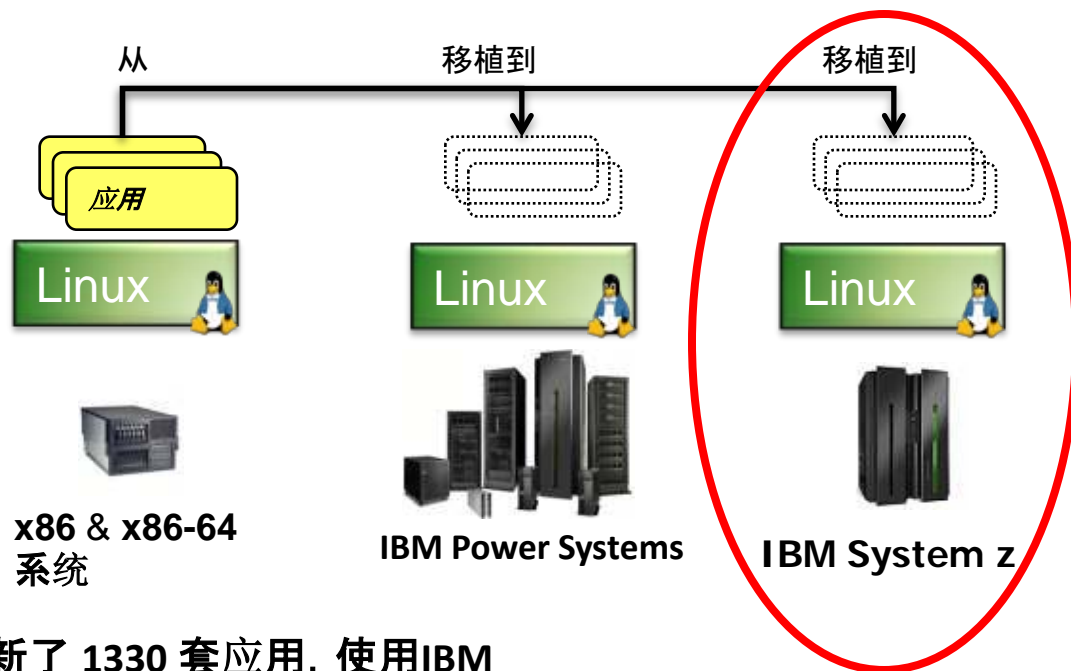 从
移植到
移植到
应用
Linux
Linux
Linux
x86 & x86-64
系统
IBM Power Systems
IBM System z
新了 1330 套应用, 使用IBM